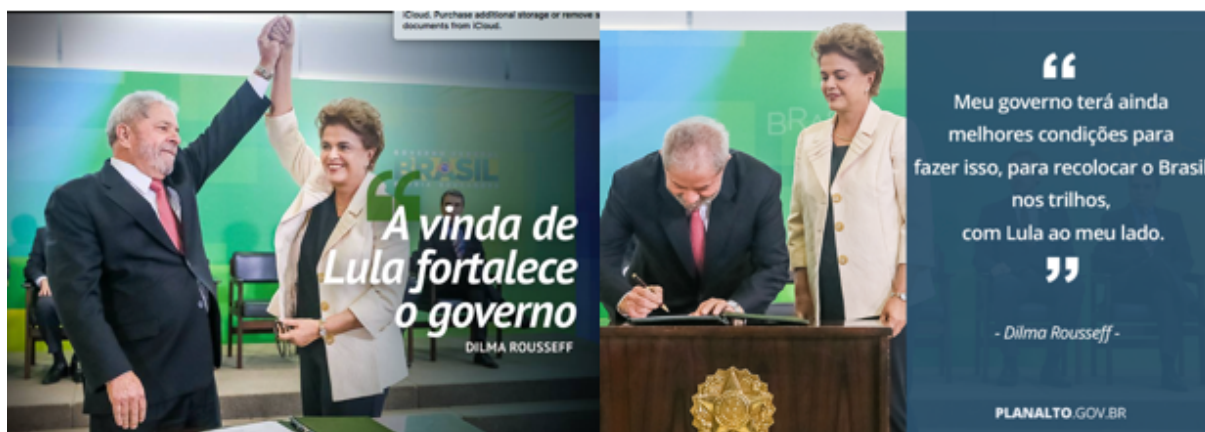 iCloud. Purchase additional storage or remove s
documents from iCloud.
BRASIL
“
A vinda de
Lula fortalece
o governo
DILMA ROUSSEFF
BRA
“
Meu governo terá ainda
melhores condições para
fazer isso, para recolocar o Brasil
nos trilhos,
com Lula ao meu lado.
”
- Dilma Rousseff -
PLANALTO.GOV.BR